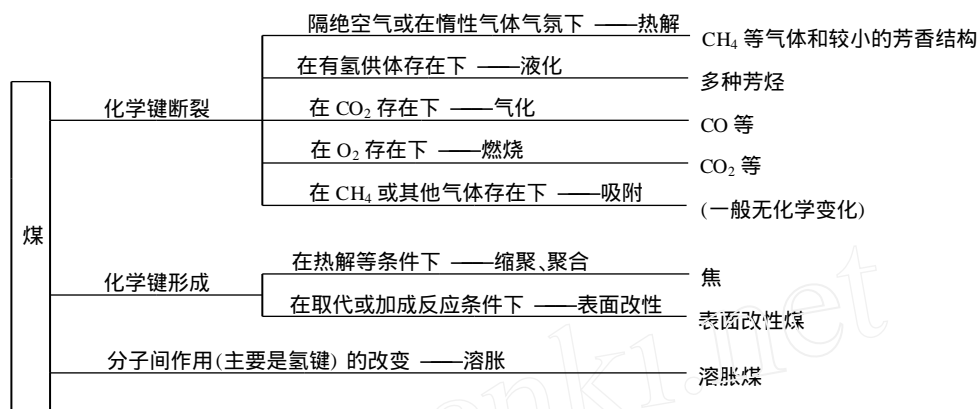 隔绝空气或在惰性气体气氛下 ——热解
CH₄ 等气体和较小的芳香结构
在有氢供体存在下 ——液化
多种芳烃
化学键断裂
在 CO₂ 存在下 ——气化
CO 等
在 O₂ 存在下 ——燃烧
CO₂ 等
在 CH₄ 或其他气体存在下 ——吸附
(一般无化学变化)
煤
化学键形成
在热解等条件下 ——缩聚、聚合
焦
在取代或加成反应条件下 ——表面改性
表面改性煤
分子间作用(主要是氢键) 的改变 ——溶胀
溶胀煤